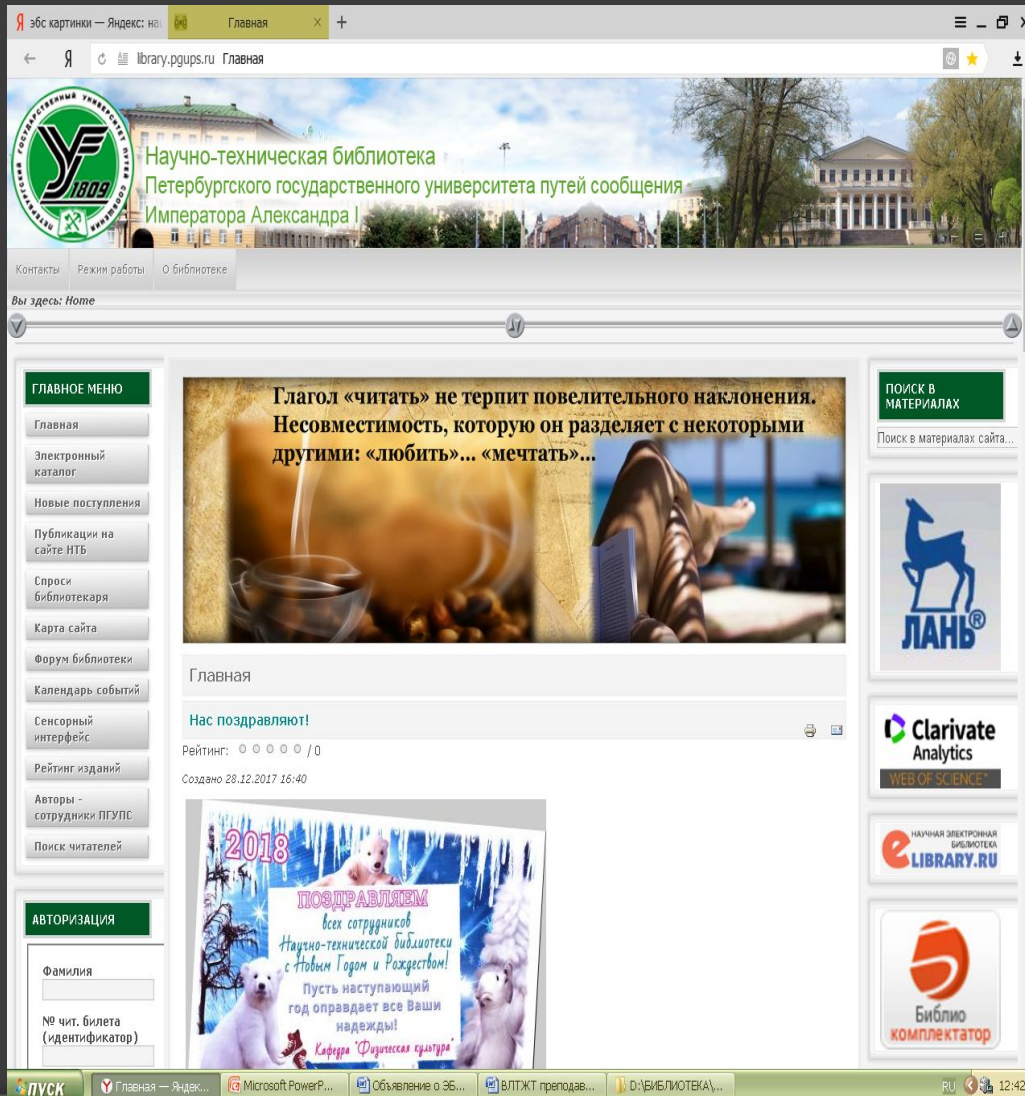 эбс картинки — Яндекс: на
Главная
library.pgups.ru Главная
ПЕТЕРБУРГСКИЙ ГОСУДАРСТВЕННЫЙ УНИВЕРСИТЕТ ПУТЕЙ СООБЩЕНИЯ
1809
Научно-техническая библиотека
Петербургского государственного университета путей сообщения
Императора Александра I
Контакты
Режим работы
О библиотеке
Вы здесь: Home
ГЛАВНОЕ МЕНЮ
Главная
Электронный
каталог
Новые поступления
Публикации на
сайте НТБ
Спроси
библиотекаря
Карта сайта
Форум библиотеки
Календарь событий
Сенсорный
интерфейс
Рейтинг изданий
Авторы -
сотрудники ПГУПС
Поиск читателей
АВТОРИЗАЦИЯ
Фамилия
№ чит. билета
(идентификатор)
Глагол «читать» не терпит повелительного наклонения.
Несовместимость, которую он разделяет с некоторыми
другими: «любить»... «мечтать»...
Главная
Нас поздравляют!
Рейтинг: / 0
Создано 28.12.2017 16:40
2018
ПОЗДРАВЛЯЕМ
всех сотрудников
Научно-технической библиотеки
с Новым Годом и Рождеством!
Пусть наступающий
год оправдает все Ваши
надежды!
Кафедра "Физическая культура"
ПОИСК В
МАТЕРИАЛАХ
Поиск в материалах сайта...
ЛАНЬ®
Clarivate
Analytics
WEB OF SCIENCE™
НАУЧНАЯ ЭЛЕКТРОННАЯ
БИБЛИОТЕКА
eLIBRARY.RU
Библио
комплектатор
пуск
Главная — Яндек...
Microsoft PowerP...
Объявление о ЭБ...
ВЛТЖТ преподав...
D:\БИБЛИОТЕКА\...
RU
12:42